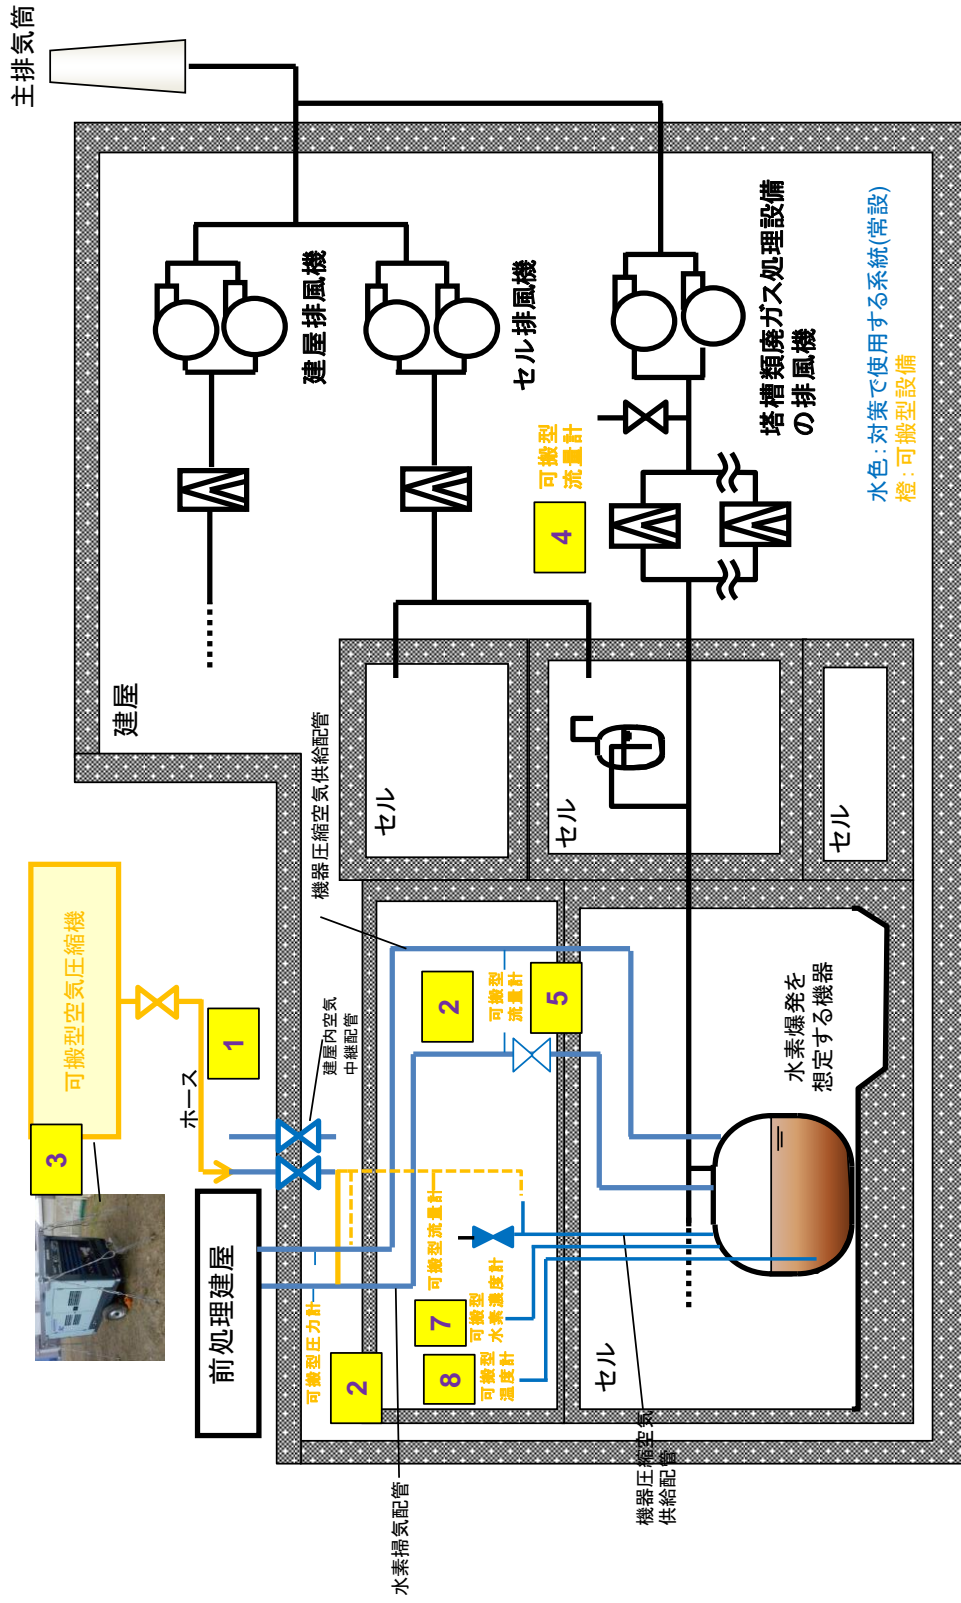 主排気筒
建屋
建屋排風機
セル排風機
塔槽類廃ガス処理設備
の排風機
可搬型
流量計
4
水色：対策で使用する系統(常設)
橙：可搬型設備
可搬型空気圧縮機
3
ホース
1
前処理建屋
建屋内空気
中継配管
機器圧縮空気供給配管
セル
セル
セル
2
可搬型
流量計
5
可搬型圧力計
2
可搬型流量計
7
可搬型
水素濃度計
8
可搬型
温度計
セル
水素爆発を
想定する機器
水素掃気配管
機器圧縮空気
供給配管